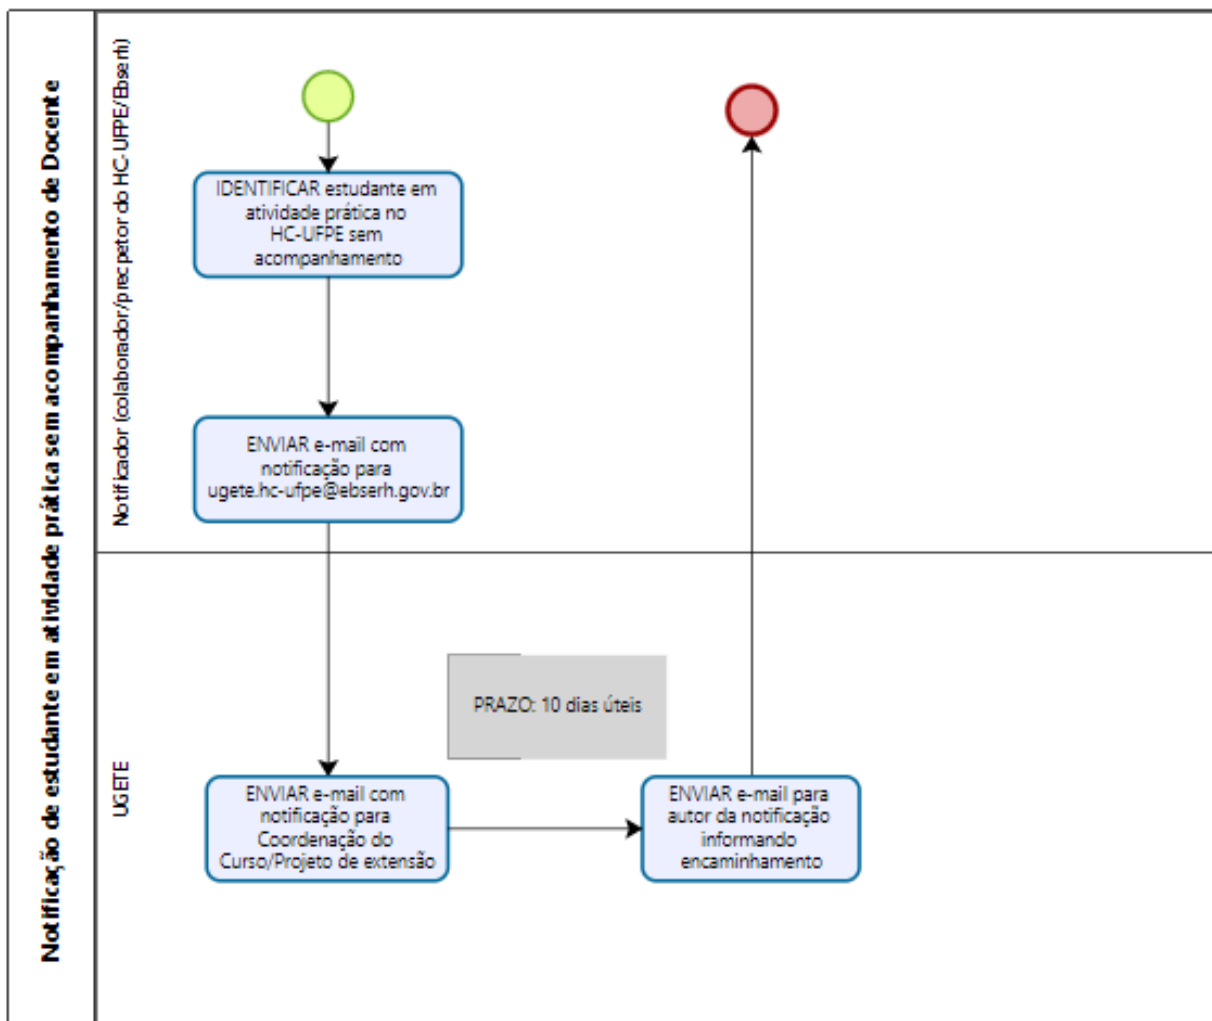 Notificação de estudante em atividade prática sem acompanhamento de Docente
Notificador (colaborador/precpetor do HC-UFPE/Ebserh)
IDENTIFICAR estudante em
atividade prática no
HC-UFPE sem
acompanhamento
ENVIAR e-mail com
notificação para
ugete.hc-ufpe@ebserh.gov.br
UGETE
PRAZO: 10 dias úteis
ENVIAR e-mail com
notificação para
Coordenação do
Curso/Projeto de extensão
ENVIAR e-mail para
autor da notificação
informando
encaminhamento